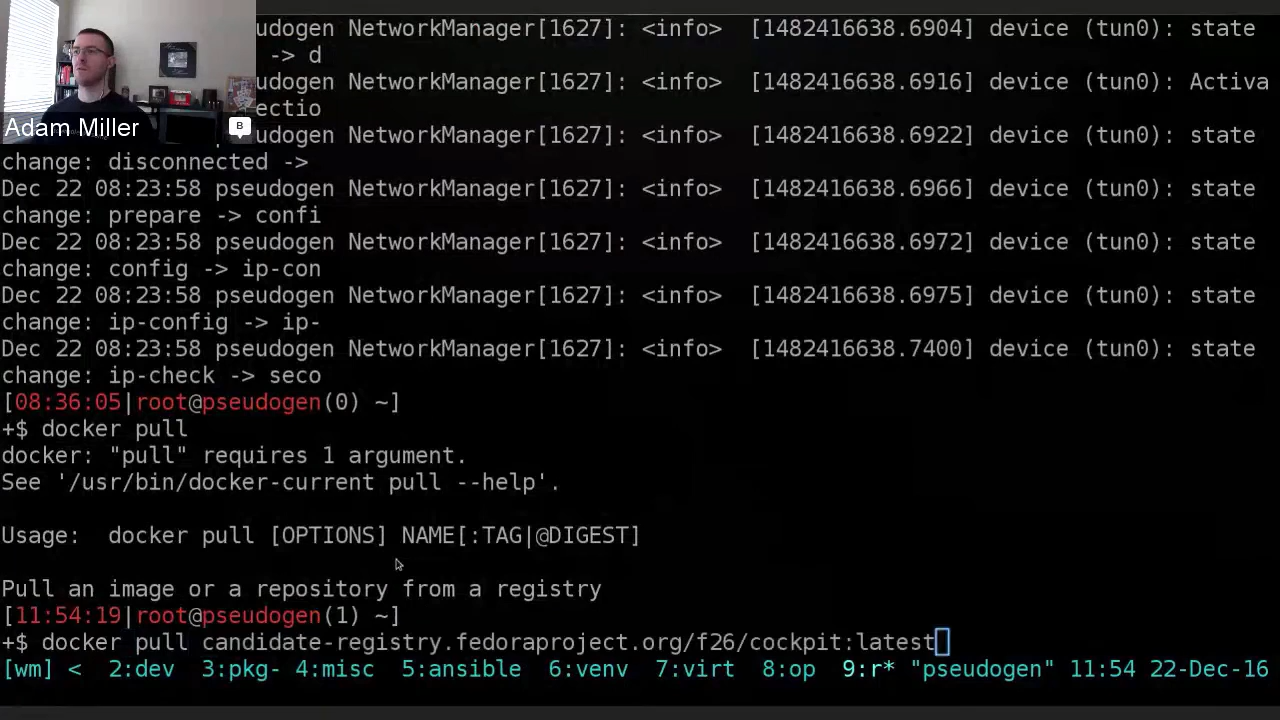 udogen NetworkManager[1627]: <info>  [1482416638.6904] device (tun0): state
-> d
udogen NetworkManager[1627]: <info>  [1482416638.6916] device (tun0): Activa
ectio
udogen NetworkManager[1627]: <info>  [1482416638.6922] device (tun0): state
Adam Miller
B
change: disconnected ->
Dec 22 08:23:58 pseudogen NetworkManager[1627]: <info>  [1482416638.6966] device (tun0): state
change: prepare -> confi
Dec 22 08:23:58 pseudogen NetworkManager[1627]: <info>  [1482416638.6972] device (tun0): state
change: config -> ip-con
Dec 22 08:23:58 pseudogen NetworkManager[1627]: <info>  [1482416638.6975] device (tun0): state
change: ip-config -> ip-
Dec 22 08:23:58 pseudogen NetworkManager[1627]: <info>  [1482416638.7400] device (tun0): state
change: ip-check -> seco
[08:36:05|root@pseudogen(0) ~]
+$ docker pull
docker: "pull" requires 1 argument.
See '/usr/bin/docker-current pull --help'.
Usage:  docker pull [OPTIONS] NAME[:TAG|@DIGEST]
Pull an image or a repository from a registry
[11:54:19|root@pseudogen(1) ~]
+$ docker pull candidate-registry.fedoraproject.org/f26/cockpit:latest
[wm] <  2:dev  3:pkg- 4:misc  5:ansible  6:venv  7:virt  8:op  9:r* "pseudogen" 11:54 22-Dec-16